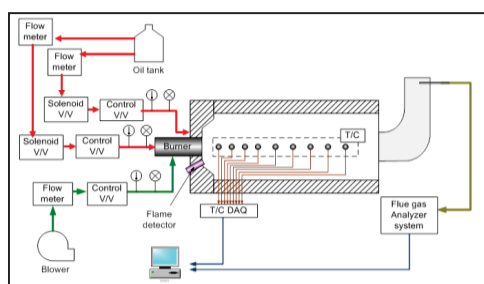 Flow
meter
Flow
meter
Oil tank
Solenoid
V/V
Control
V/V
Solenoid
V/V
Control
V/V
Burner
T/C
Flow
meter
Control
V/V
Flame
detector
T/C DAQ
Flue gas
Analyzer
system
Blower